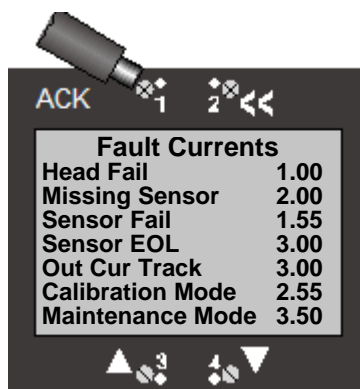 ACK 1 2 <<
Fault Currents
Head Fail 1.00
Missing Sensor 2.00
Sensor Fail 1.55
Sensor EOL 3.00
Out Cur Track 3.00
Calibration Mode 2.55
Maintenance Mode 3.50
3 4